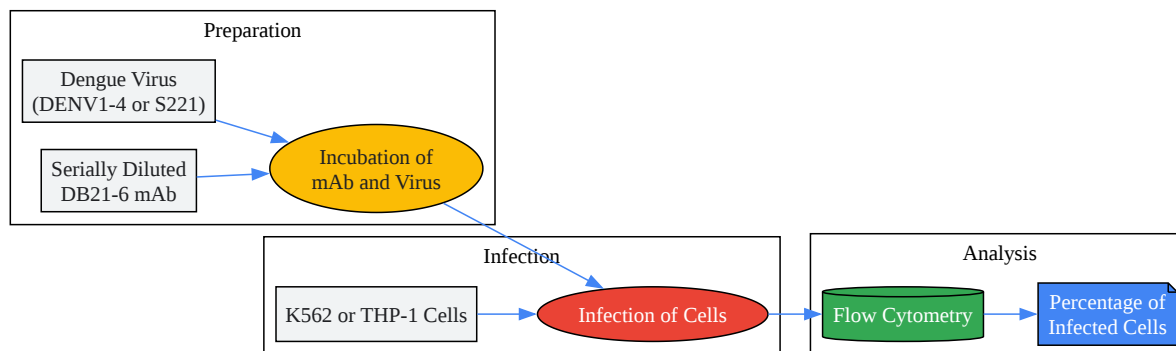 Preparation
Dengue Virus
(DENV1-4 or S221)
Serially Diluted
DB21-6 mAb
Incubation of
mAb and Virus
Infection
K562 or THP-1 Cells
Infection of Cells
Analysis
Flow Cytometry
Percentage of
Infected Cells